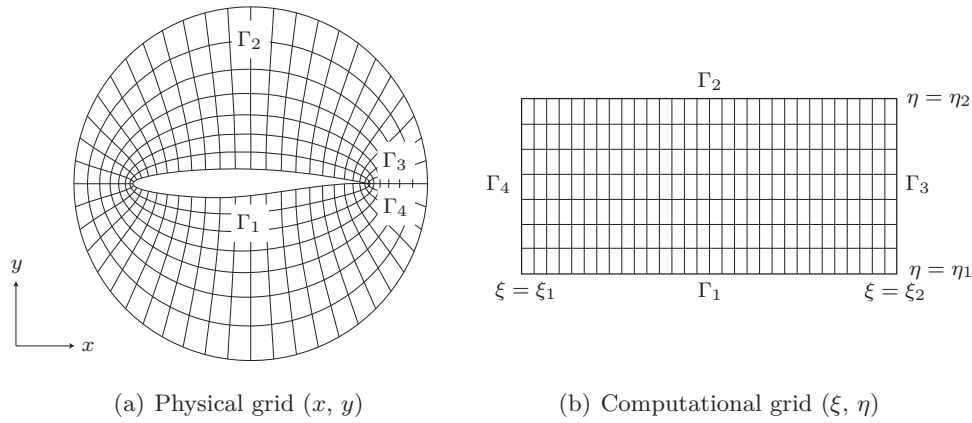 Γ₂
Γ₃
Γ₄
Γ₁
y
x
(a) Physical grid (x, y)
Γ₂
η = η₂
Γ₄
Γ₃
η = η₁
ξ = ξ₁
Γ₁
ξ = ξ₂
(b) Computational grid (ξ, η)